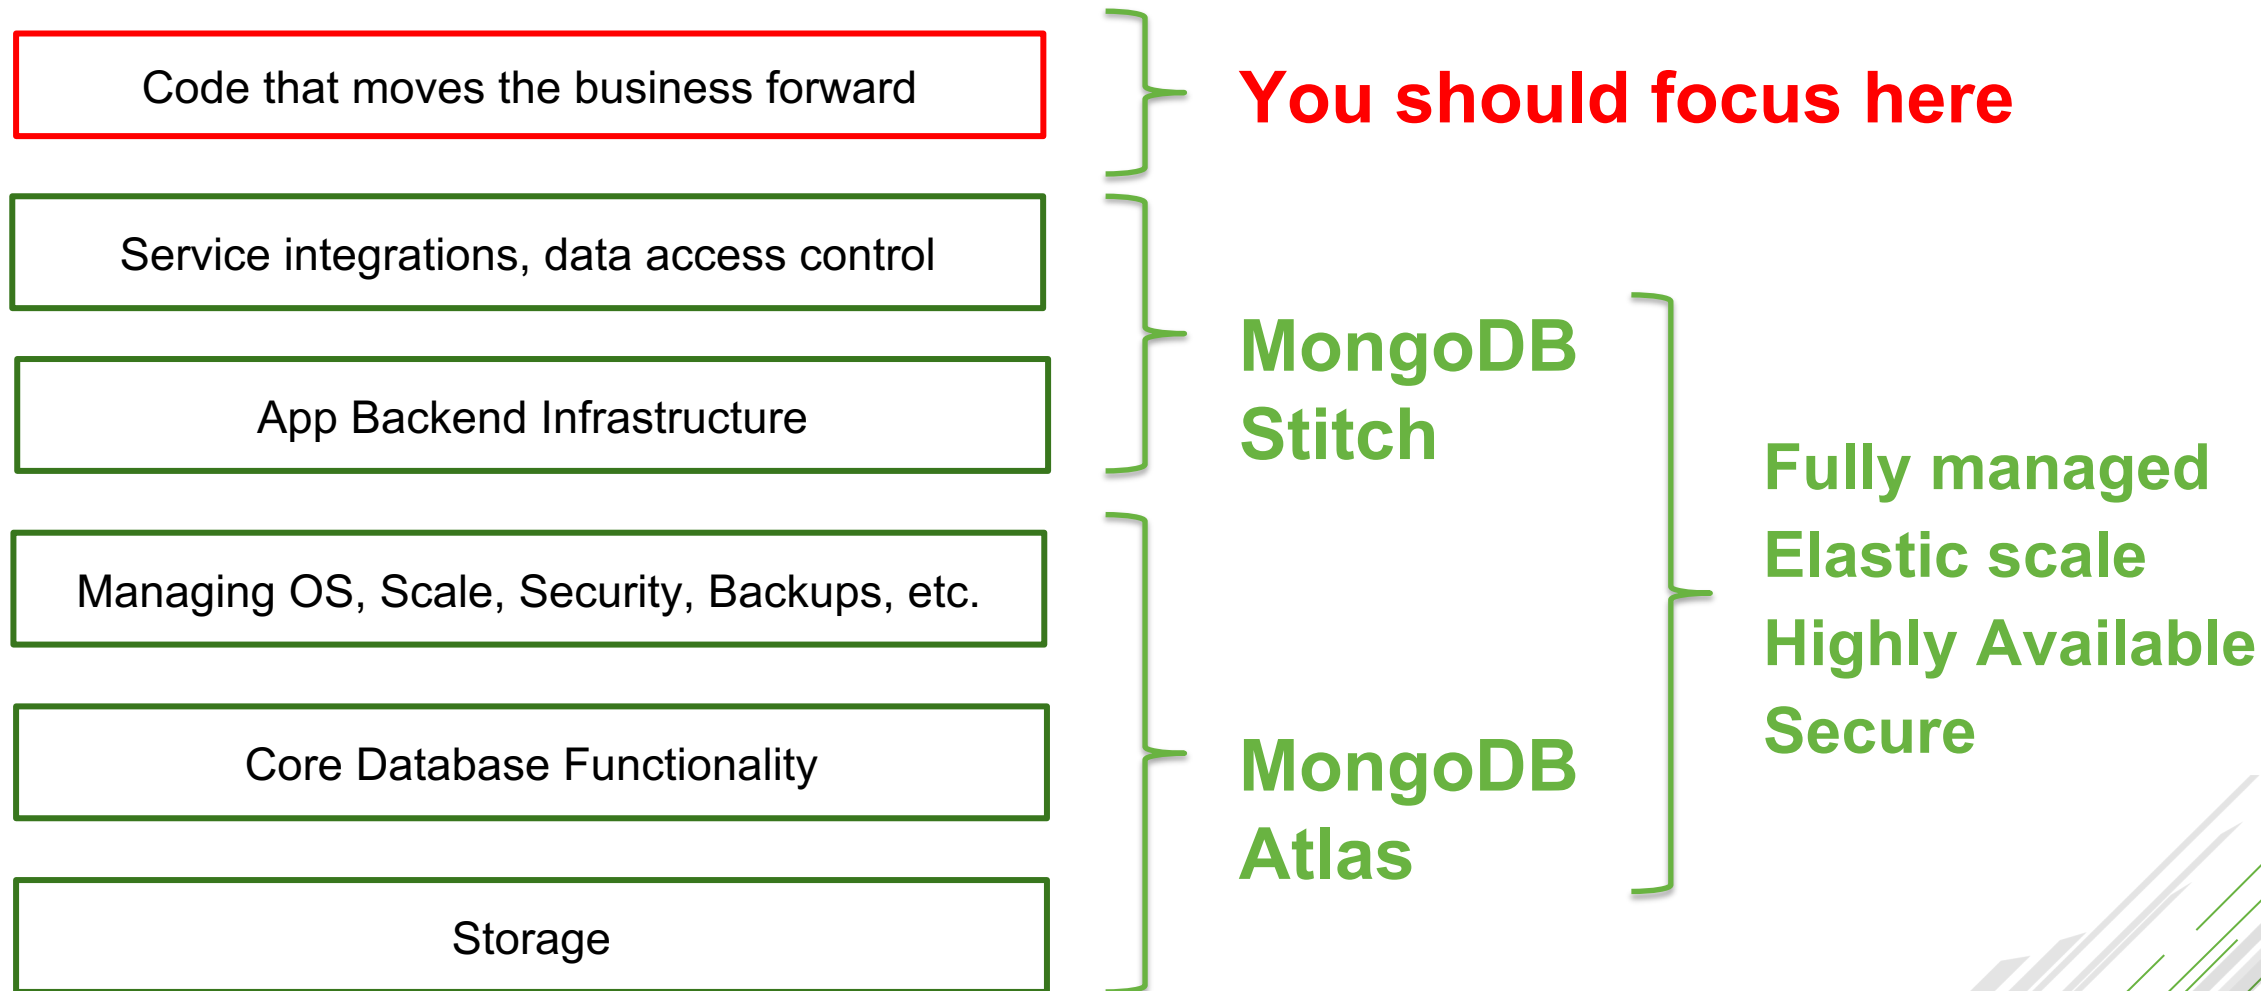 Code that moves the business forward
You should focus here
Service integrations, data access control
App Backend Infrastructure
MongoDB
Stitch
Managing OS, Scale, Security, Backups, etc.
Core Database Functionality
Storage
MongoDB
Atlas
Fully managed
Elastic scale
Highly Available
Secure